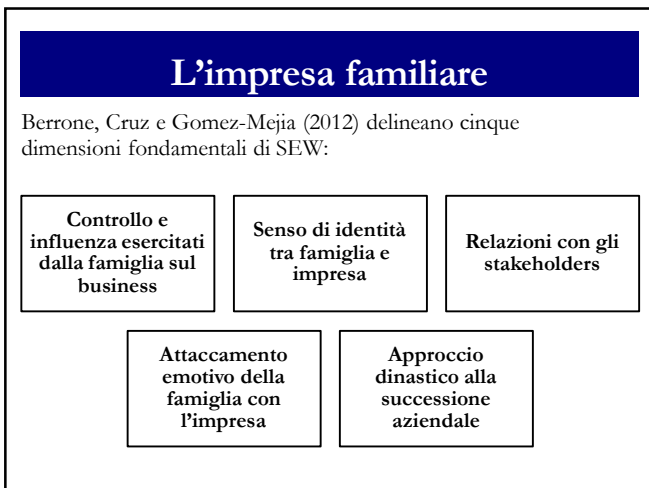 L'impresa familiare
Berrone, Cruz e Gomez-Mejia (2012) delineano cinque
dimensioni fondamentali di SEW:
Controllo e
influenza esercitati
dalla famiglia sul
business
Senso di identità
tra famiglia e
impresa
Relazioni con gli
stakeholders
Attaccamento
emotivo della
famiglia con
l'impresa
Approccio
dinastico alla
successione
aziendale